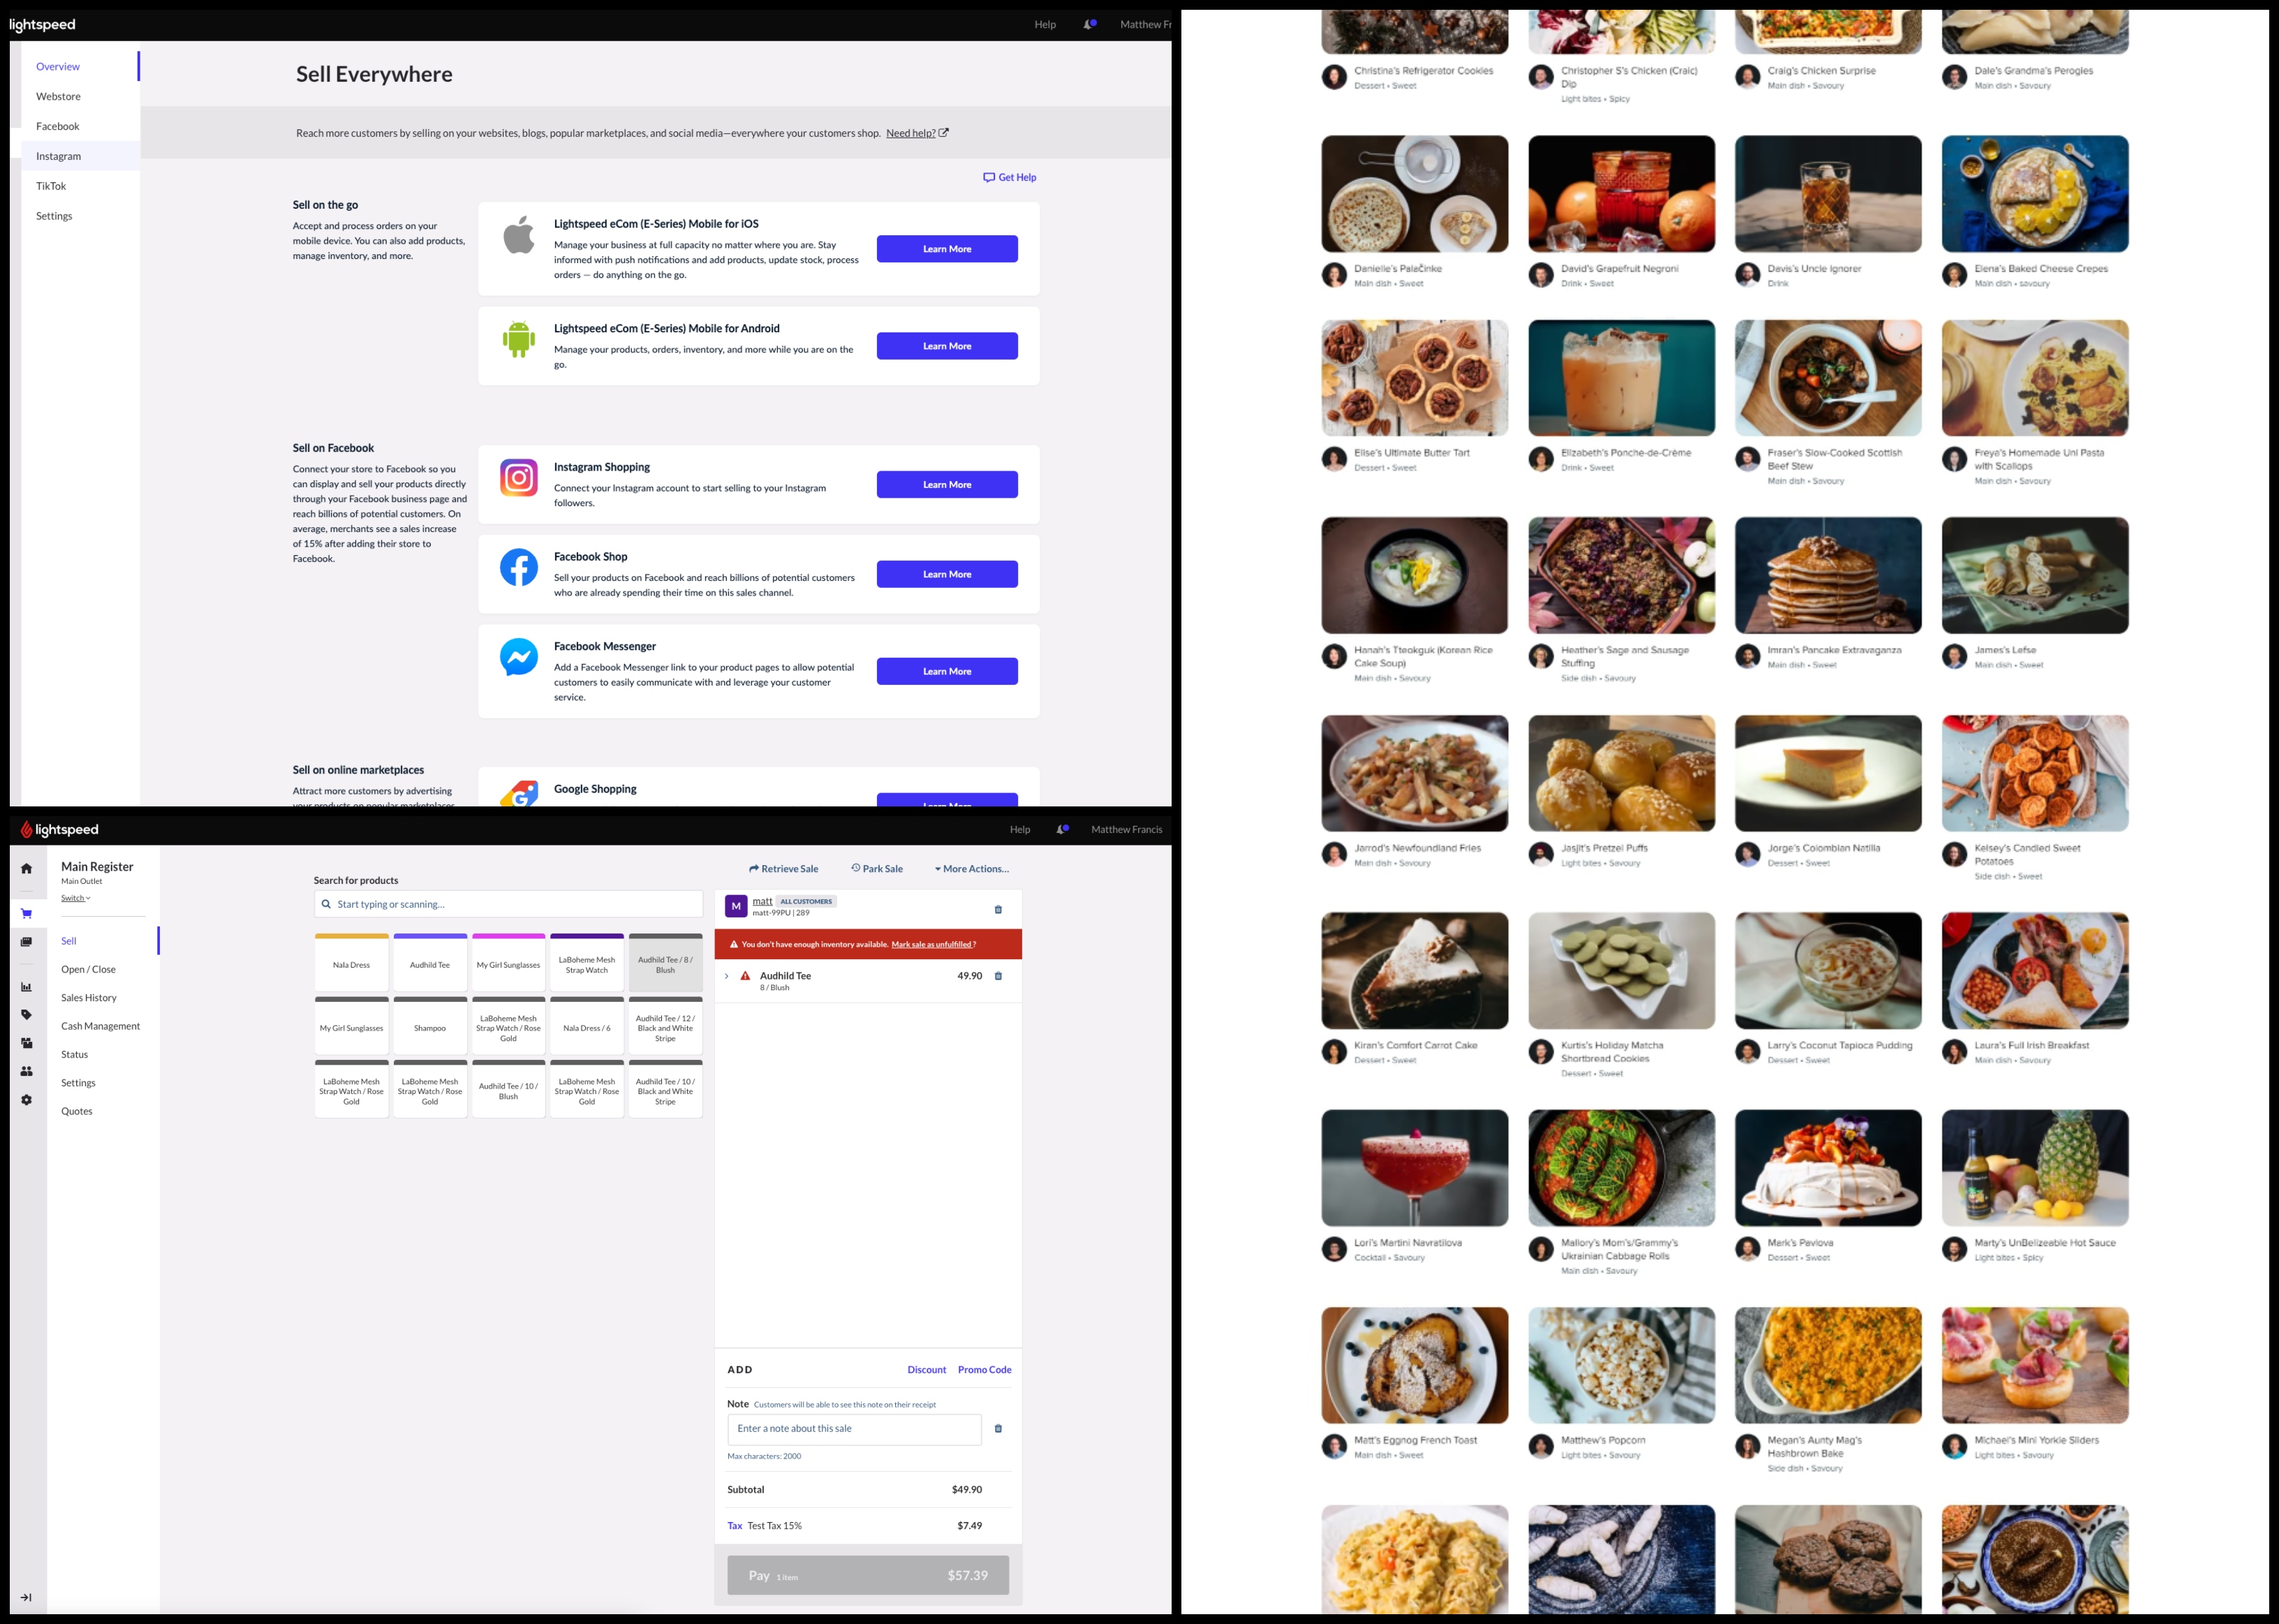 lightspeed
Help
Matthew Fr
Overview
Webstore
Facebook
Instagram
TikTok
Settings
Sell Everywhere
Reach more customers by selling on your websites, blogs, popular marketplaces, and social media—everywhere your customers shop. Need help?
Get Help
Sell on the go
Accept and process orders on your
mobile device. You can also add products,
manage inventory, and more.
Lightspeed eCom (E-Series) Mobile for iOS
Manage your business at full capacity no matter where you are. Stay
informed with push notifications and add products, update stock, process
orders — do anything on the go.
Learn More
Lightspeed eCom (E-Series) Mobile for Android
Manage your products, orders, inventory, and more while you are on the
go.
Learn More
Sell on Facebook
Connect your store to Facebook so you
can display and sell your products directly
through your Facebook business page and
reach billions of potential customers. On
average, merchants see a sales increase
of 15% after adding their store to
Facebook.
Instagram Shopping
Connect your Instagram account to start selling to your Instagram
followers.
Learn More
Facebook Shop
Sell your products on Facebook and reach billions of potential customers
who are already spending their time on this sales channel.
Learn More
Facebook Messenger
Add a Facebook Messenger link to your product pages to allow potential
customers to easily communicate with and leverage your customer
service.
Learn More
Sell on online marketplaces
Attract more customers by advertising
your products on popular marketplaces
Google Shopping
Learn More
lightspeed
Help
Matthew Francis
Main Register
Main Outlet
Switch
Sell
Open / Close
Sales History
Cash Management
Status
Settings
Quotes
Search for products
Start typing or scanning...
Nala Dress
Audhild Tee
My Girl Sunglasses
LaBoheme Mesh
Strap Watch
Audhild Tee / 8 /
Blush
My Girl Sunglasses
Shampoo
LaBoheme Mesh
Strap Watch / Rose
Gold
Nala Dress / 6
Audhild Tee / 12 /
Black and White
Stripe
LaBoheme Mesh
Strap Watch / Rose
Gold
LaBoheme Mesh
Strap Watch / Rose
Gold
Audhild Tee / 10 /
Blush
LaBoheme Mesh
Strap Watch / Rose
Gold
Audhild Tee / 10 /
Black and White
Stripe
Retrieve Sale
Park Sale
More Actions...
M
matt ALL CUSTOMERS
matt-99PU | 289
You don't have enough inventory available. Mark sale as unfulfilled ?
Audhild Tee 49.90
8 / Blush
ADD
Discount
Promo Code
Note Customers will be able to see this note on their receipt
Enter a note about this sale
Max characters: 2000
Subtotal $49.90
Tax Test Tax 15% $7.49
Pay 1 item $57.39
Christina's Refrigerator Cookies
Dessert • Sweet
Christopher S's Chicken (Craic)
Dip
Light bites • Spicy
Craig's Chicken Surprise
Main dish • Savoury
Dale's Grandma's Perogies
Main dish • Savoury
Danielle's Palačinke
Main dish • Sweet
David's Grapefruit Negroni
Drink • Sweet
Davis's Uncle Ignorer
Drink
Elena's Baked Cheese Crepes
Main dish • savoury
Elise's Ultimate Butter Tart
Dessert • Sweet
Elizabeth's Ponche-de-Crème
Drink • Sweet
Fraser's Slow-Cooked Scottish
Beef Stew
Main dish • Savoury
Freya's Homemade Uni Pasta
with Scallops
Main dish • Savoury
Hanah's Tteokguk (Korean Rice
Cake Soup)
Main dish • Savoury
Heather's Sage and Sausage
Stuffing
Side dish • Savoury
Imran's Pancake Extravaganza
Main dish • Sweet
James's Lefse
Main dish • Sweet
Jarrod's Newfoundland Fries
Main dish • Savoury
Jasjit's Pretzel Puffs
Light bites • Savoury
Jorge's Colombian Natilla
Dessert • Sweet
Kelsey's Candied Sweet
Potatoes
Side dish • Sweet
Kiran's Comfort Carrot Cake
Dessert • Sweet
Kurtis's Holiday Matcha
Shortbread Cookies
Dessert • Sweet
Larry's Coconut Tapioca Pudding
Dessert • Sweet
Laura's Full Irish Breakfast
Main dish • Savoury
Lori's Martini Navratilova
Cocktail • Savoury
Mallory's Mom's/Grammy's
Ukrainian Cabbage Rolls
Main dish • Savoury
Mark's Pavlova
Dessert • Sweet
Marty's UnBelizeable Hot Sauce
Light bites • Spicy
Matt's Eggnog French Toast
Main dish • Sweet
Matthew's Popcorn
Light bites • Savoury
Megan's Aunty Mag's
Hashbrown Bake
Side dish • Savoury
Michael's Mini Yorkie Sliders
Light bites • Savoury